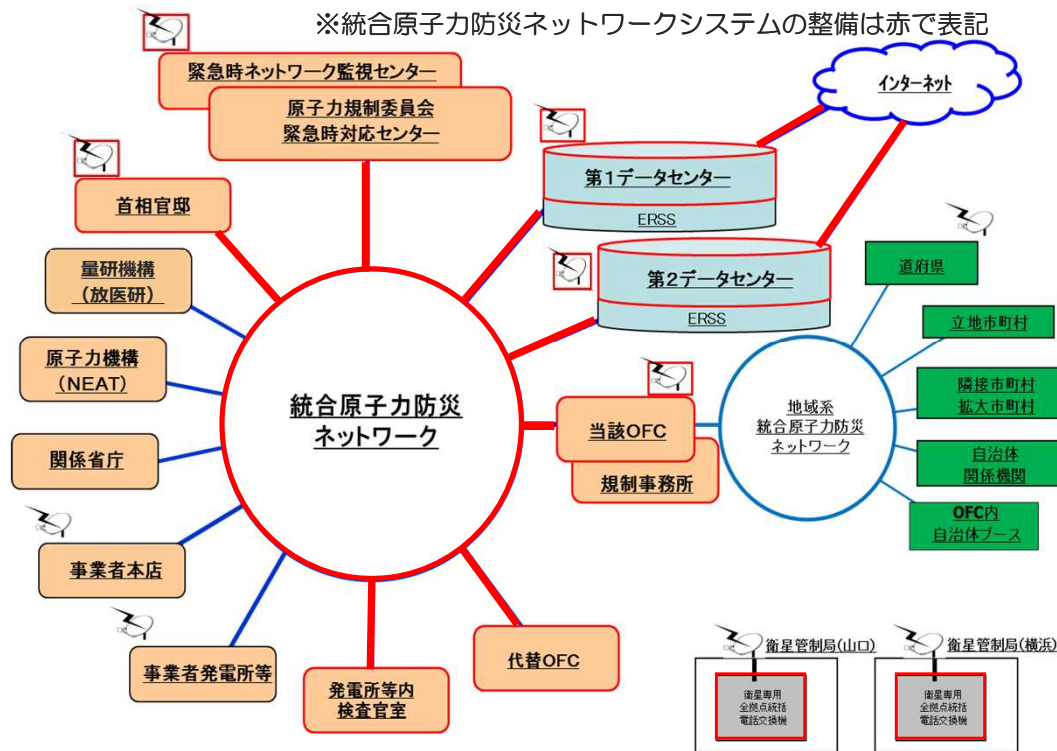 ※統合原子力防災ネットワークシステムの整備は赤で表記
緊急時ネットワーク監視センター
原子力規制委員会
緊急時対応センター
インターネット
首相官邸
第1データセンター
ERSS
第2データセンター
ERSS
量研機構
（放医研）
原子力機構
（NEAT）
関係省庁
事業者本店
事業者発電所等
統合原子力防災
ネットワーク
当該OFC
規制事務所
地域系
統合原子力防災
ネットワーク
道府県
立地市町村
隣接市町村
拡大市町村
自治体
関係機関
OFC内
自治体ブース
発電所等内
検査官室
代替OFC
衛星管制局(山口)
衛星専用
全拠点統括
電話交換機
衛星管制局(横浜)
衛星専用
全拠点統括
電話交換機